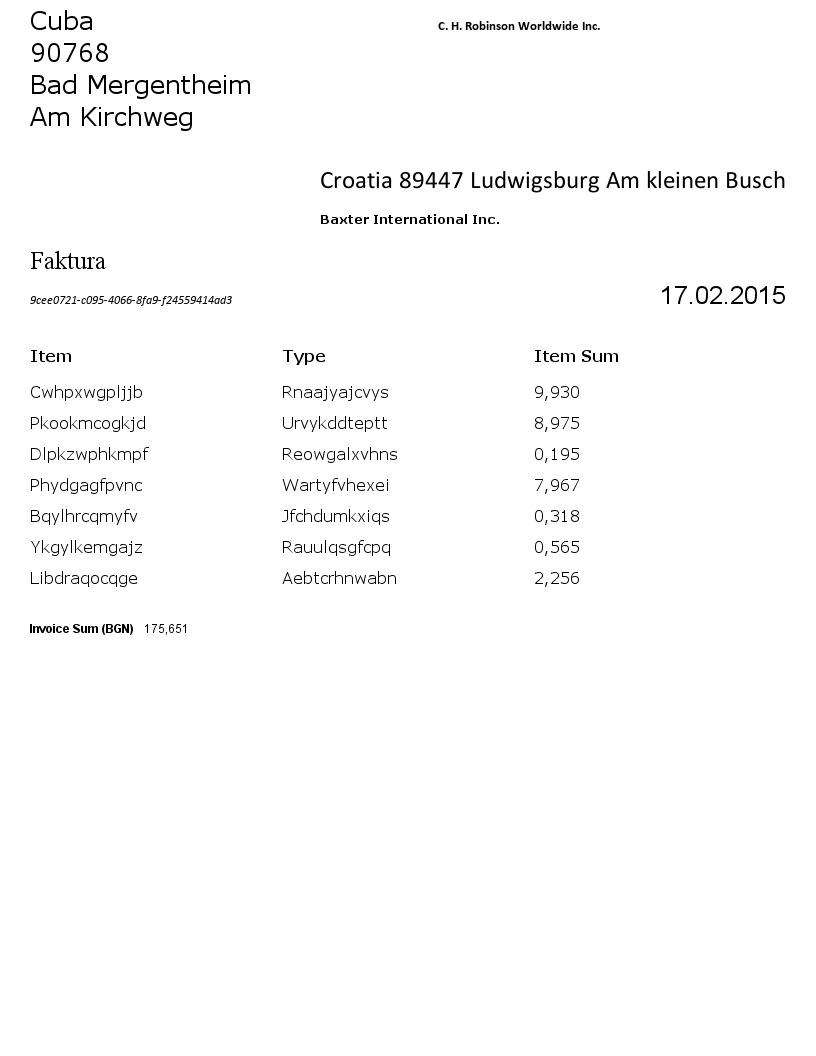 Cuba
90768
Bad Mergentheim
Am Kirchweg
C. H. Robinson Worldwide Inc.
Croatia 89447 Ludwigsburg Am kleinen Busch
Baxter International Inc.
Faktura
9cee0721-c095-4066-8fa9-f24559414ad3
17.02.2015
Item Type Item Sum
Cwhpxwgpljjb Rnaajyajcvys 9,930
Pkookmcogkjd Urvykddteptt 8,975
Dlpkzwphkmpf Reowgalxvhns 0,195
Phydgagfpvnc Wartyfvhexei 7,967
Bqylhrcqmyfv Jfchdumkxiqs 0,318
Ykgylkemgajz Rauulqsgfcpq 0,565
Libdraqocqge Aebtcrhnwabn 2,256
Invoice Sum (BGN) 175,651